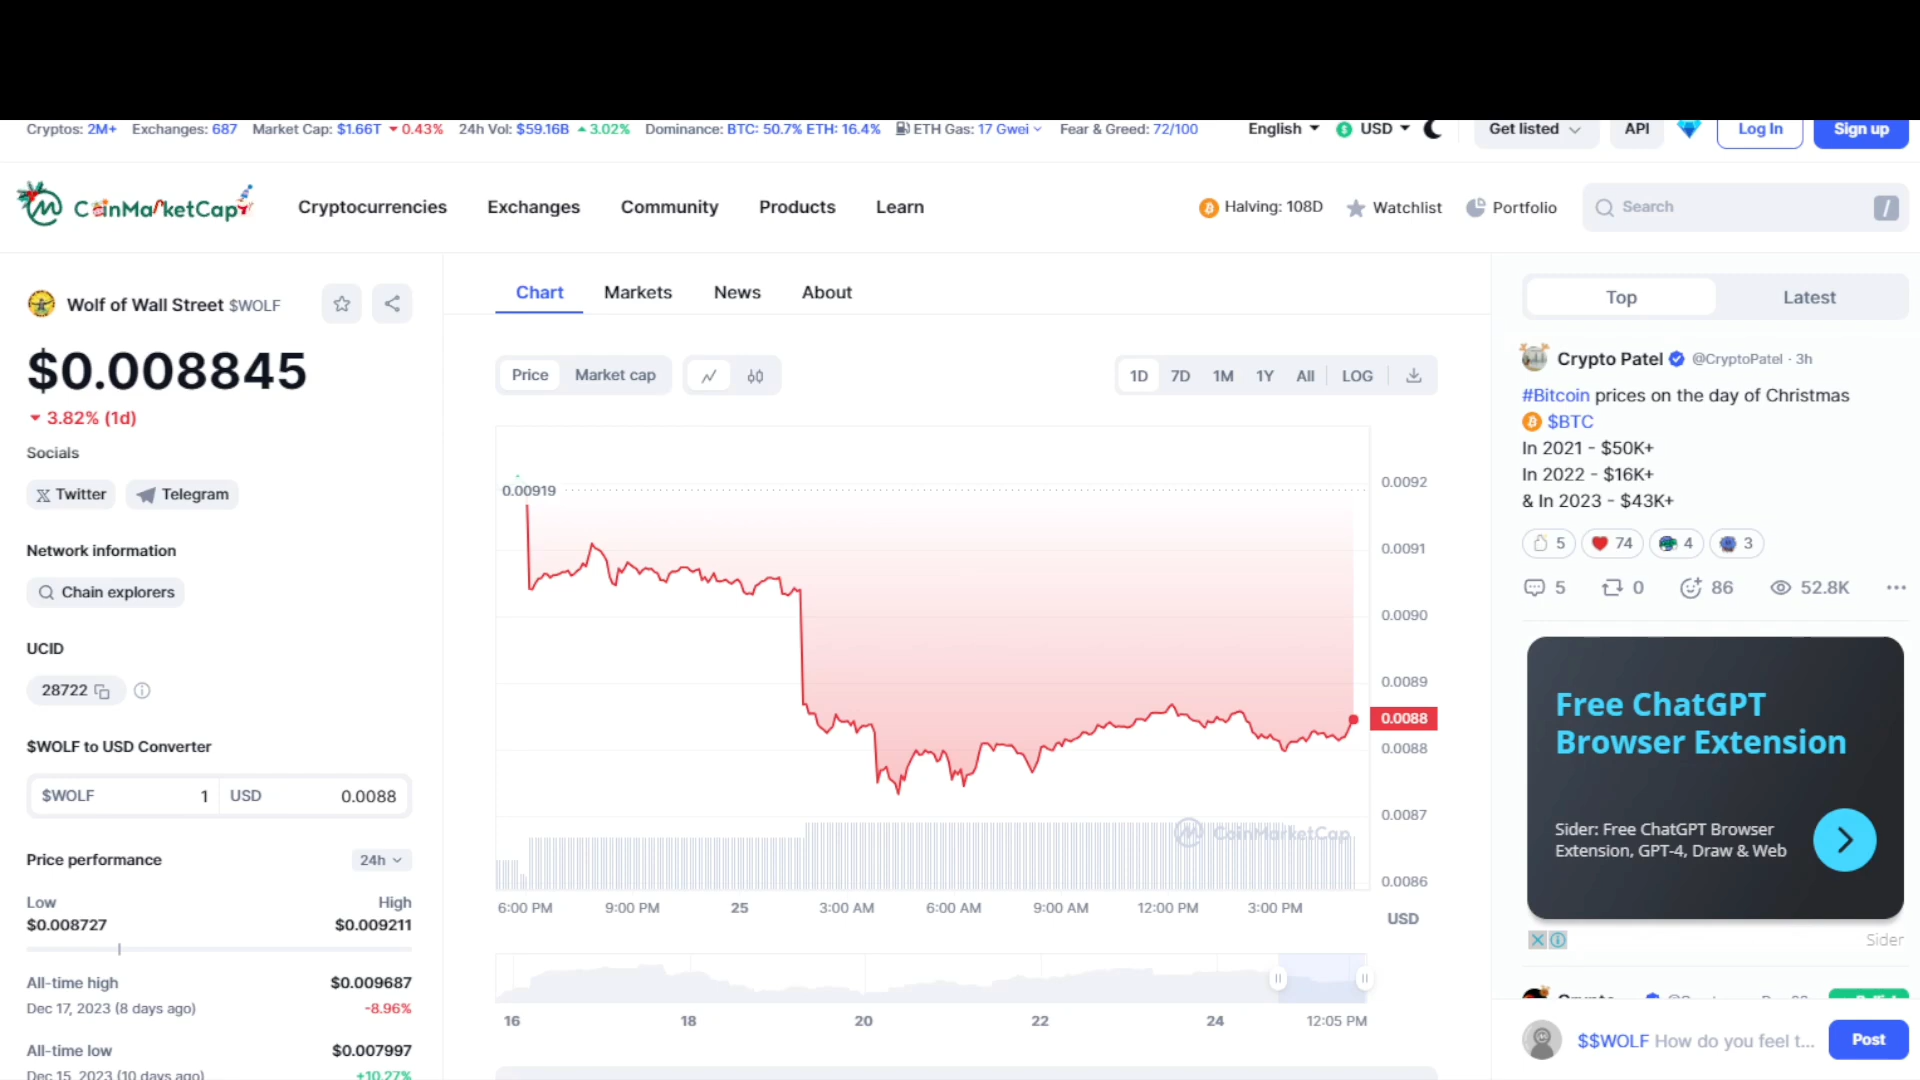 Cryptos: 2M+ Exchanges: 687 Market Cap: $1.66T 0.43% 24h Vol: $59.16B 3.02% Dominance: BTC: 50.7% ETH: 16.4% ETH Gas: 17 Gwei Fear & Greed: 72/100 English USD Get listed API Log In Sign up
CoinMarketCap Cryptocurrencies Exchanges Community Products Learn Halving: 108D Watchlist Portfolio Search /
Wolf of Wall Street $WOLF
$0.008845
3.82% (1d)
Socials
Twitter Telegram
Network information
Chain explorers
UCID
28722
$WOLF to USD Converter
$WOLF 1 USD 0.0088
Price performance 24h
Low High
$0.008727 $0.009211
All-time high $0.009687
Dec 17, 2023 (8 days ago) -8.96%
All-time low $0.007997
Dec 15, 2023 (10 days ago) +10.27%
Chart Markets News About
Price Market cap 1D 7D 1M 1Y All LOG
0.00919
0.0092
0.0091
0.0090
0.0089
0.0088
0.0088
0.0087
0.0086
CoinMarketCap
6:00 PM 9:00 PM 25 3:00 AM 6:00 AM 9:00 AM 12:00 PM 3:00 PM USD
16 18 20 22 24 12:05 PM
Top Latest
Crypto Patel @CryptoPatel · 3h
#Bitcoin prices on the day of Christmas
$BTC
In 2021 - $50K+
In 2022 - $16K+
& In 2023 - $43K+
5 74 4 3
5 0 86 52.8K
Free ChatGPT
Browser Extension
Sider: Free ChatGPT Browser
Extension, GPT-4, Draw & Web
Sider
$$WOLF How do you feel t... Post